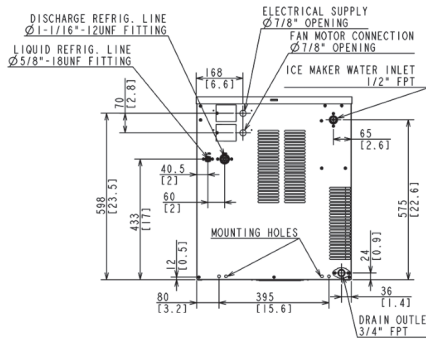 DISCHARGE REFRIG. LINE
Ø1-1/16"-12UNF FITTING
LIQUID REFRIG. LINE
Ø5/8"-18UNF FITTING
ELECTRICAL SUPPLY
Ø7/8" OPENING
FAN MOTOR CONNECTION
Ø7/8" OPENING
ICE MAKER WATER INLET
1/2" FPT
168
[6.6]
70
[2.8]
65
[2.6]
40.5
[2]
60
[2]
598
[23.5]
433
[17]
575
[22.6]
MOUNTING HOLES
12
[0.5]
24
[0.9]
80
[3.2]
395
[15.6]
36
[1.4]
DRAIN OUTLE
3/4" FPT